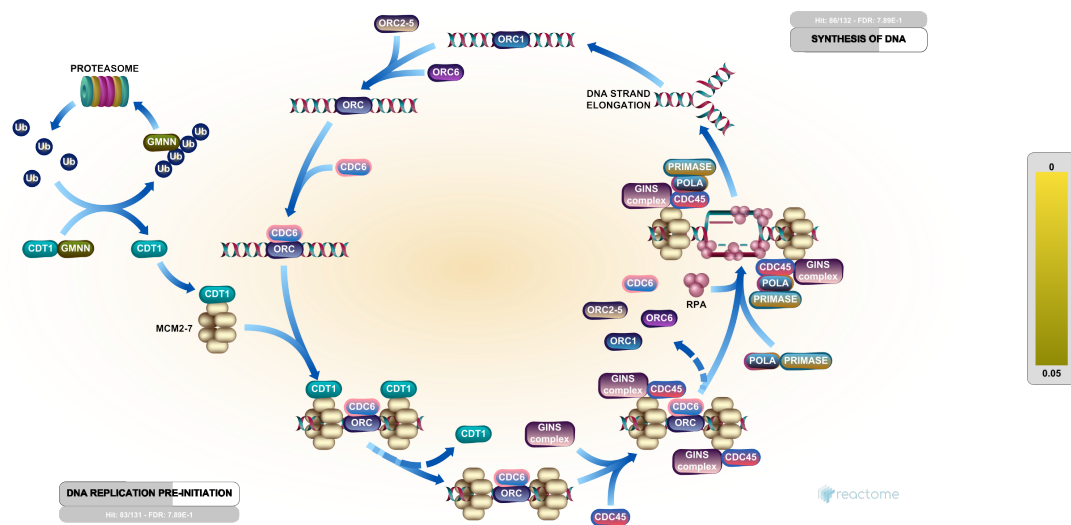 Hit: 86/132 - FDR: 7.89E-1
SYNTHESIS OF DNA
ORC2-5
ORC1
ORC6
ORC
PROTEASOME
Ub
Ub
Ub
Ub
GMNN
Ub
Ub
Ub
Ub
CDT1
GMNN
CDT1
CDC6
CDC6
ORC
CDT1
MCM2-7
CDT1
CDT1
CDC6
ORC
CDT1
CDC6
ORC
GINS
complex
CDC45
GINS
complex
CDC45
CDC6
ORC
GINS
complex
CDC45
CDC6
ORC2-5
ORC6
ORC1
RPA
POLA
PRIMASE
PRIMASE
POLA
GINS
complex
CDC45
CDC45
GINS
complex
POLA
PRIMASE
DNA STRAND
ELONGATION
0
0.05
DNA REPLICATION PRE-INITIATION
Hit: 83/131 - FDR: 7.89E-1
reactome